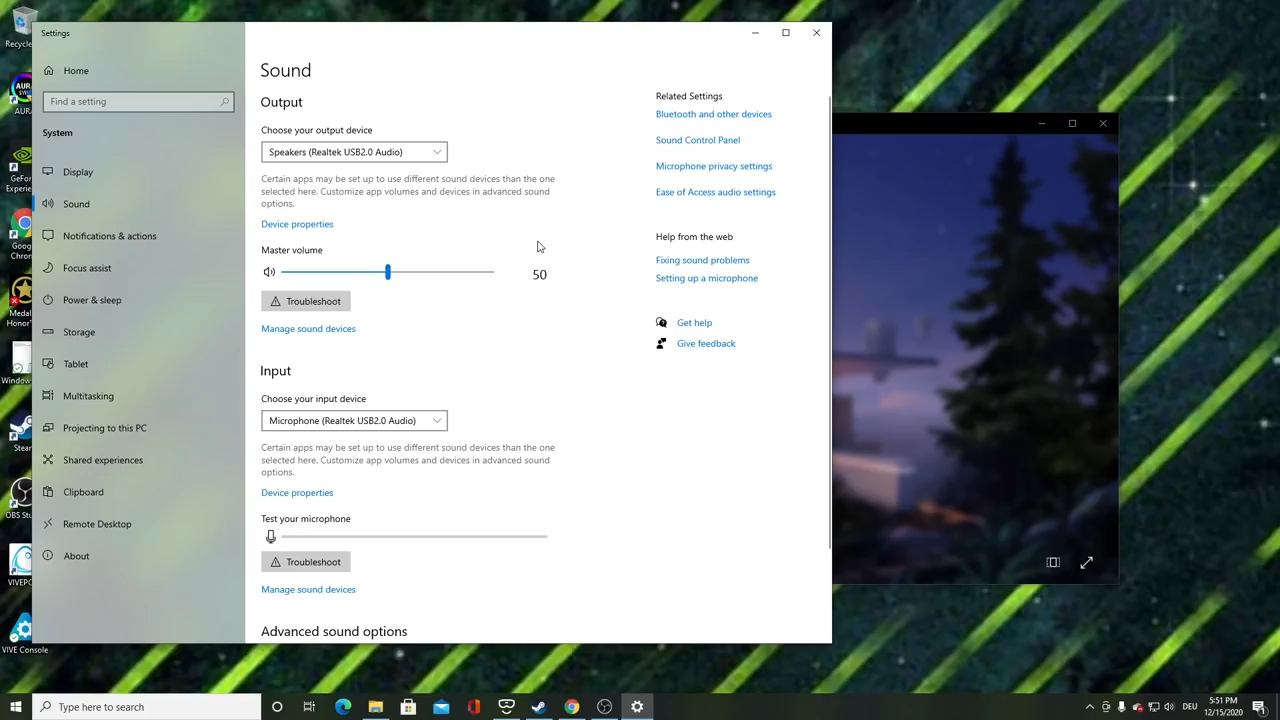 Recycle
Settings
Home
Find a setting
System
Display
Sound
Notifications & actions
Focus assist
Power & sleep
Storage
Tablet
Multitasking
Projecting to this PC
Shared experiences
Clipboard
Remote Desktop
About
Sound
Output
Choose your output device
Speakers (Realtek USB2.0 Audio)
Certain apps may be set up to use different sound devices than the one
selected here. Customize app volumes and devices in advanced sound
options.
Device properties
Master volume
50
Troubleshoot
Manage sound devices
Input
Choose your input device
Microphone (Realtek USB2.0 Audio)
Certain apps may be set up to use different sound devices than the one
selected here. Customize app volumes and devices in advanced sound
options.
Device properties
Test your microphone
Troubleshoot
Manage sound devices
Advanced sound options
Related Settings
Bluetooth and other devices
Sound Control Panel
Microphone privacy settings
Ease of Access audio settings
Help from the web
Fixing sound problems
Setting up a microphone
Get help
Give feedback
AURA
Experie
Goog
Chro
Medal
Honor
Windows
Stear
OBS Stu
VIVEPO
VIVE Console
Type here to search
DEU
5:51 PM
12/15/2020